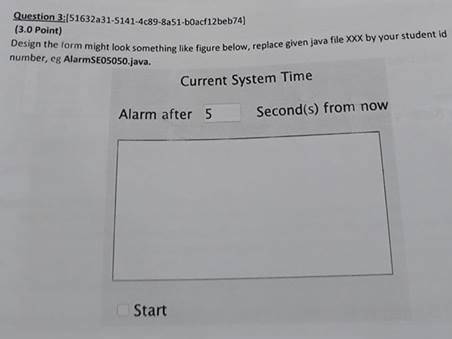 Question 3:[51632a31-5141-4c89-8a51-b0acf12beb74]
(3.0 Point)
Design the form might look something like figure below, replace given java file XXX by your student id
number, eg AlarmSE05050.java.
Current System Time
Alarm after 5 Second(s) from now
Start